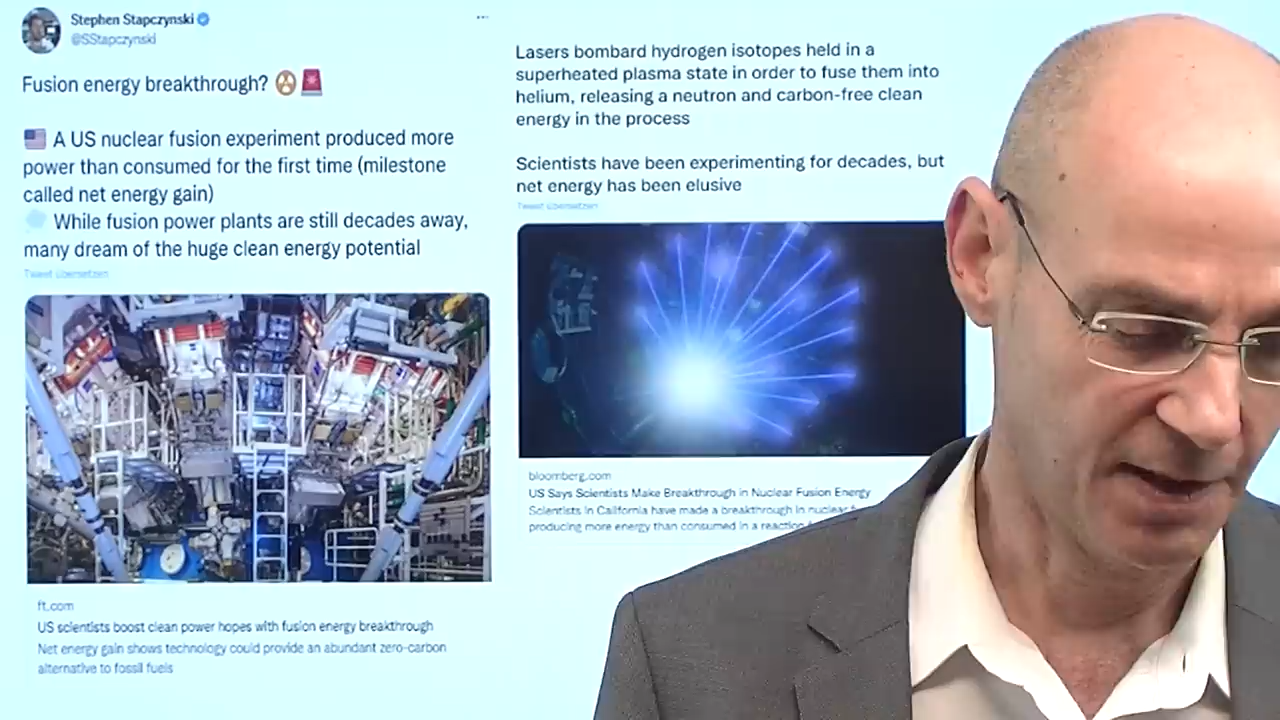 Stephen Stapczynski
@SStapczynski
Fusion energy breakthrough?
A US nuclear fusion experiment produced more
power than consumed for the first time (milestone
called net energy gain)
While fusion power plants are still decades away,
many dream of the huge clean energy potential
Tweet übersetzen
ft.com
US scientists boost clean power hopes with fusion energy breakthrough
Net energy gain shows technology could provide an abundant zero-carbon
alternative to fossil fuels
Lasers bombard hydrogen isotopes held in a
superheated plasma state in order to fuse them into
helium, releasing a neutron and carbon-free clean
energy in the process
Scientists have been experimenting for decades, but
net energy has been elusive
Tweet übersetzen
bloomberg.com
US Says Scientists Make Breakthrough in Nuclear Fusion Energy
Scientists in California have made a breakthrough in nuclear
producing more energy than consumed in a reaction